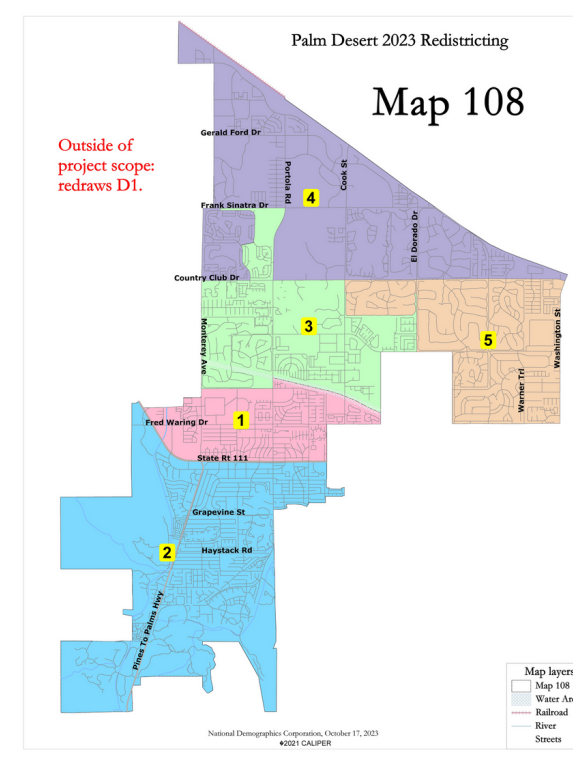 Palm Desert 2023 Redistricting
Map 108
Outside of
project scope:
redraws D1.
Gerald Ford Dr
Portola Rd
Cook St
4
Frank Sinatra Dr
El Dorado Dr
Country Club Dr
Monterey Ave
3
5
Washington St
Warner Trl
1
Fred Waring Dr
State Rt 111
Grapevine St
2
Haystack Rd
Pines To Palms Hwy
Map layers
Map 108
Water Are
Railroad
River
Streets
National Demographics Corporation, October 17, 2023
�2021 CALIPER